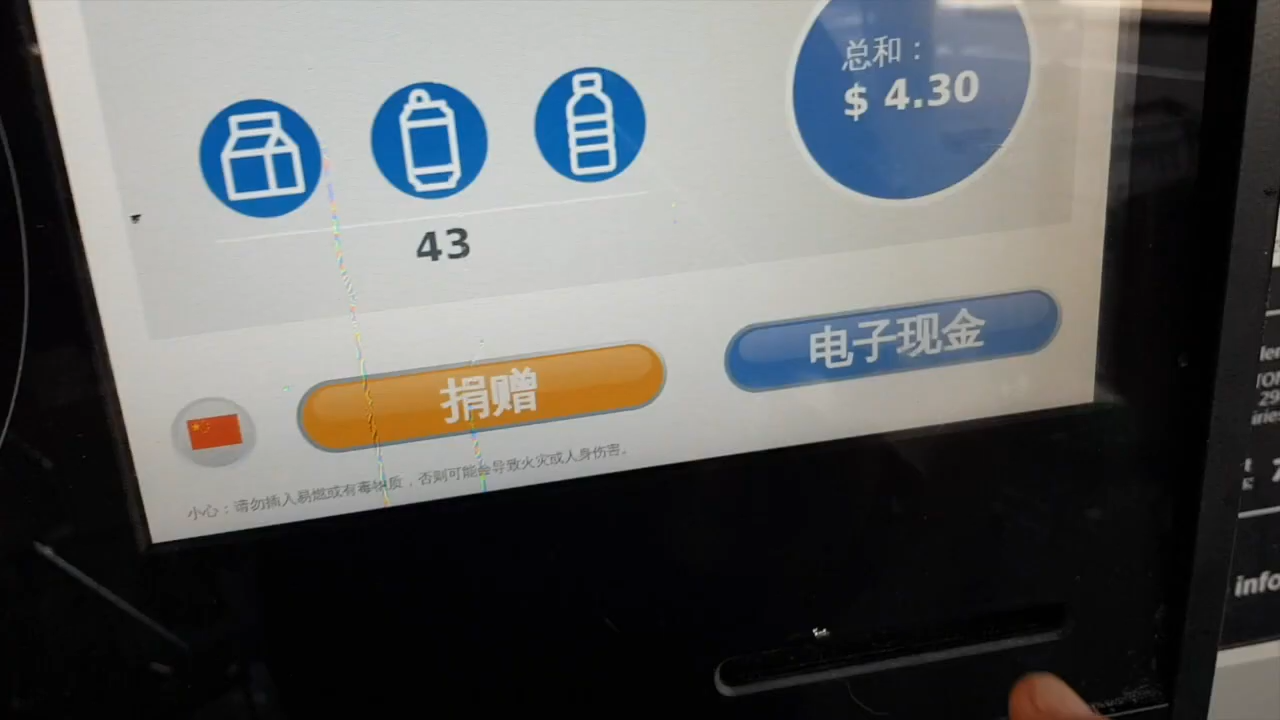 总和：
$ 4.30
43
捐赠
电子现金
小心：请勿插入易燃或有毒物质，否则可能会导致火灾或人身伤害。
info